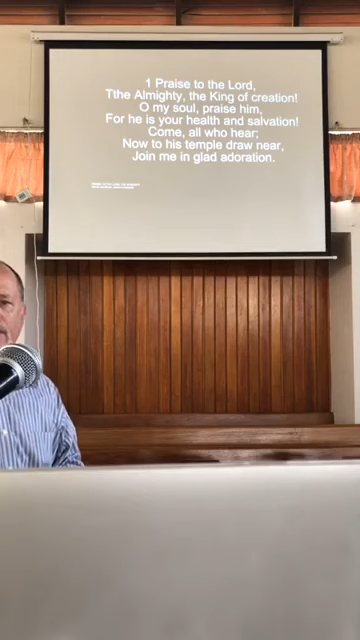 1 Praise to the Lord,
Tthe Almighty, the King of creation!
O my soul, praise him,
For he is your health and salvation!
Come, all who hear;
Now to his temple draw near,
Join me in glad adoration.